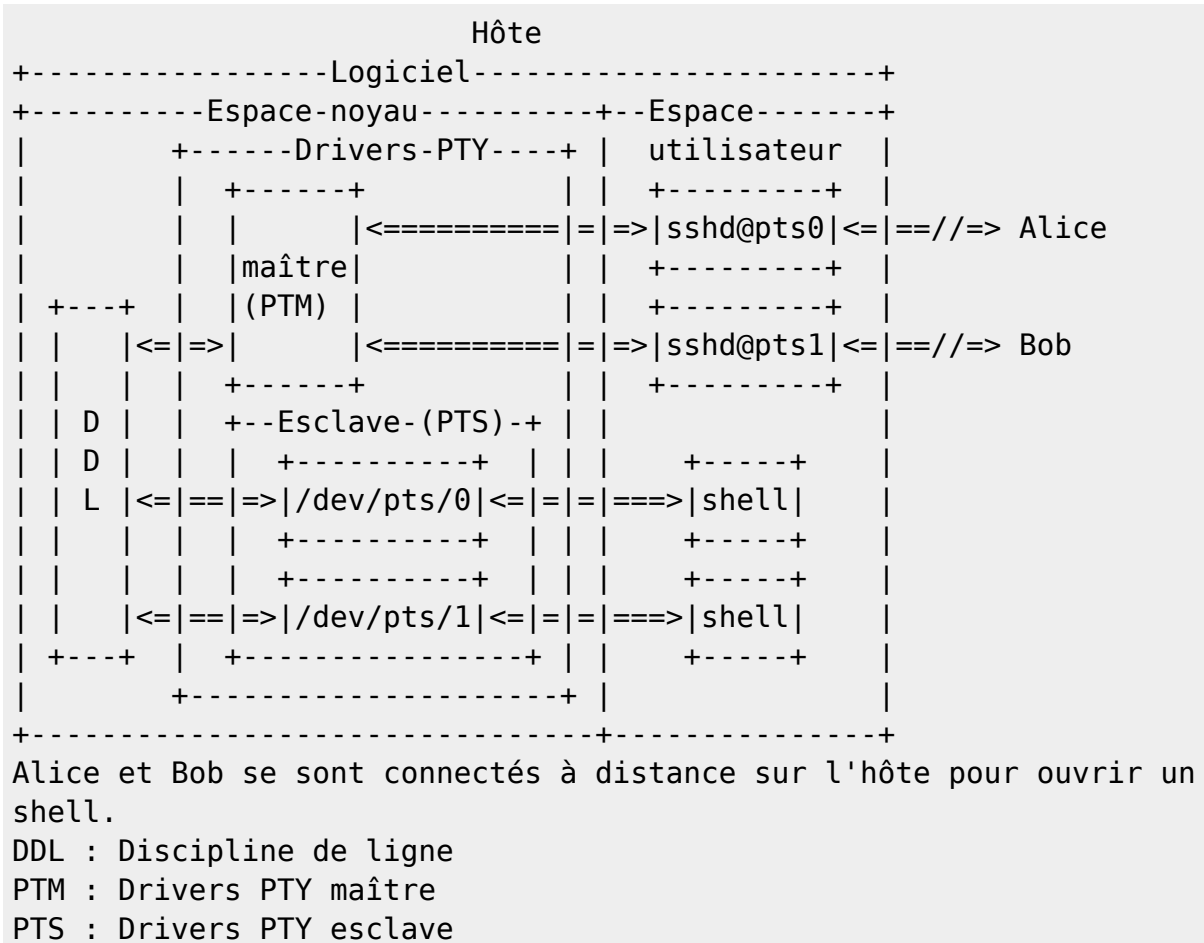 Hôte
+-----------------Logiciel-----------------------+
+----------Espace-noyau----------+--Espace-------+
|         +------Drivers-PTY----+ |  utilisateur  |
|         |  +------+           | |  +---------+  |
|         |  |      |<==========|=|=>|sshd@pts0|<=|==//=> Alice
|         |  |maître|           | |  +---------+  |
| +---+   |  |(PTM) |           | |  +---------+  |
| |   |<=|=>|      |<==========|=|=>|sshd@pts1|<=|==//=> Bob
| |   |  |  +------+           | |  +---------+  |
| | D |  |  +--Esclave-(PTS)-+ | |               |
| | D |  |  |  +----------+  | | |    +-----+    |
| | L |<=|==|=>|/dev/pts/0|<=|=|=|===>|shell|    |
| |   |  |  |  +----------+  | | |    +-----+    |
| |   |  |  |  +----------+  | | |    +-----+    |
| |   |<=|==|=>|/dev/pts/1|<=|=|=|===>|shell|    |
| +---+  |  +----------------+ | |    +-----+    |
|         +---------------------+ |               |
+--------------------------------+---------------+
Alice et Bob se sont connectés à distance sur l'hôte pour ouvrir un
shell.
DDL : Discipline de ligne
PTM : Drivers PTY maître
PTS : Drivers PTY esclave